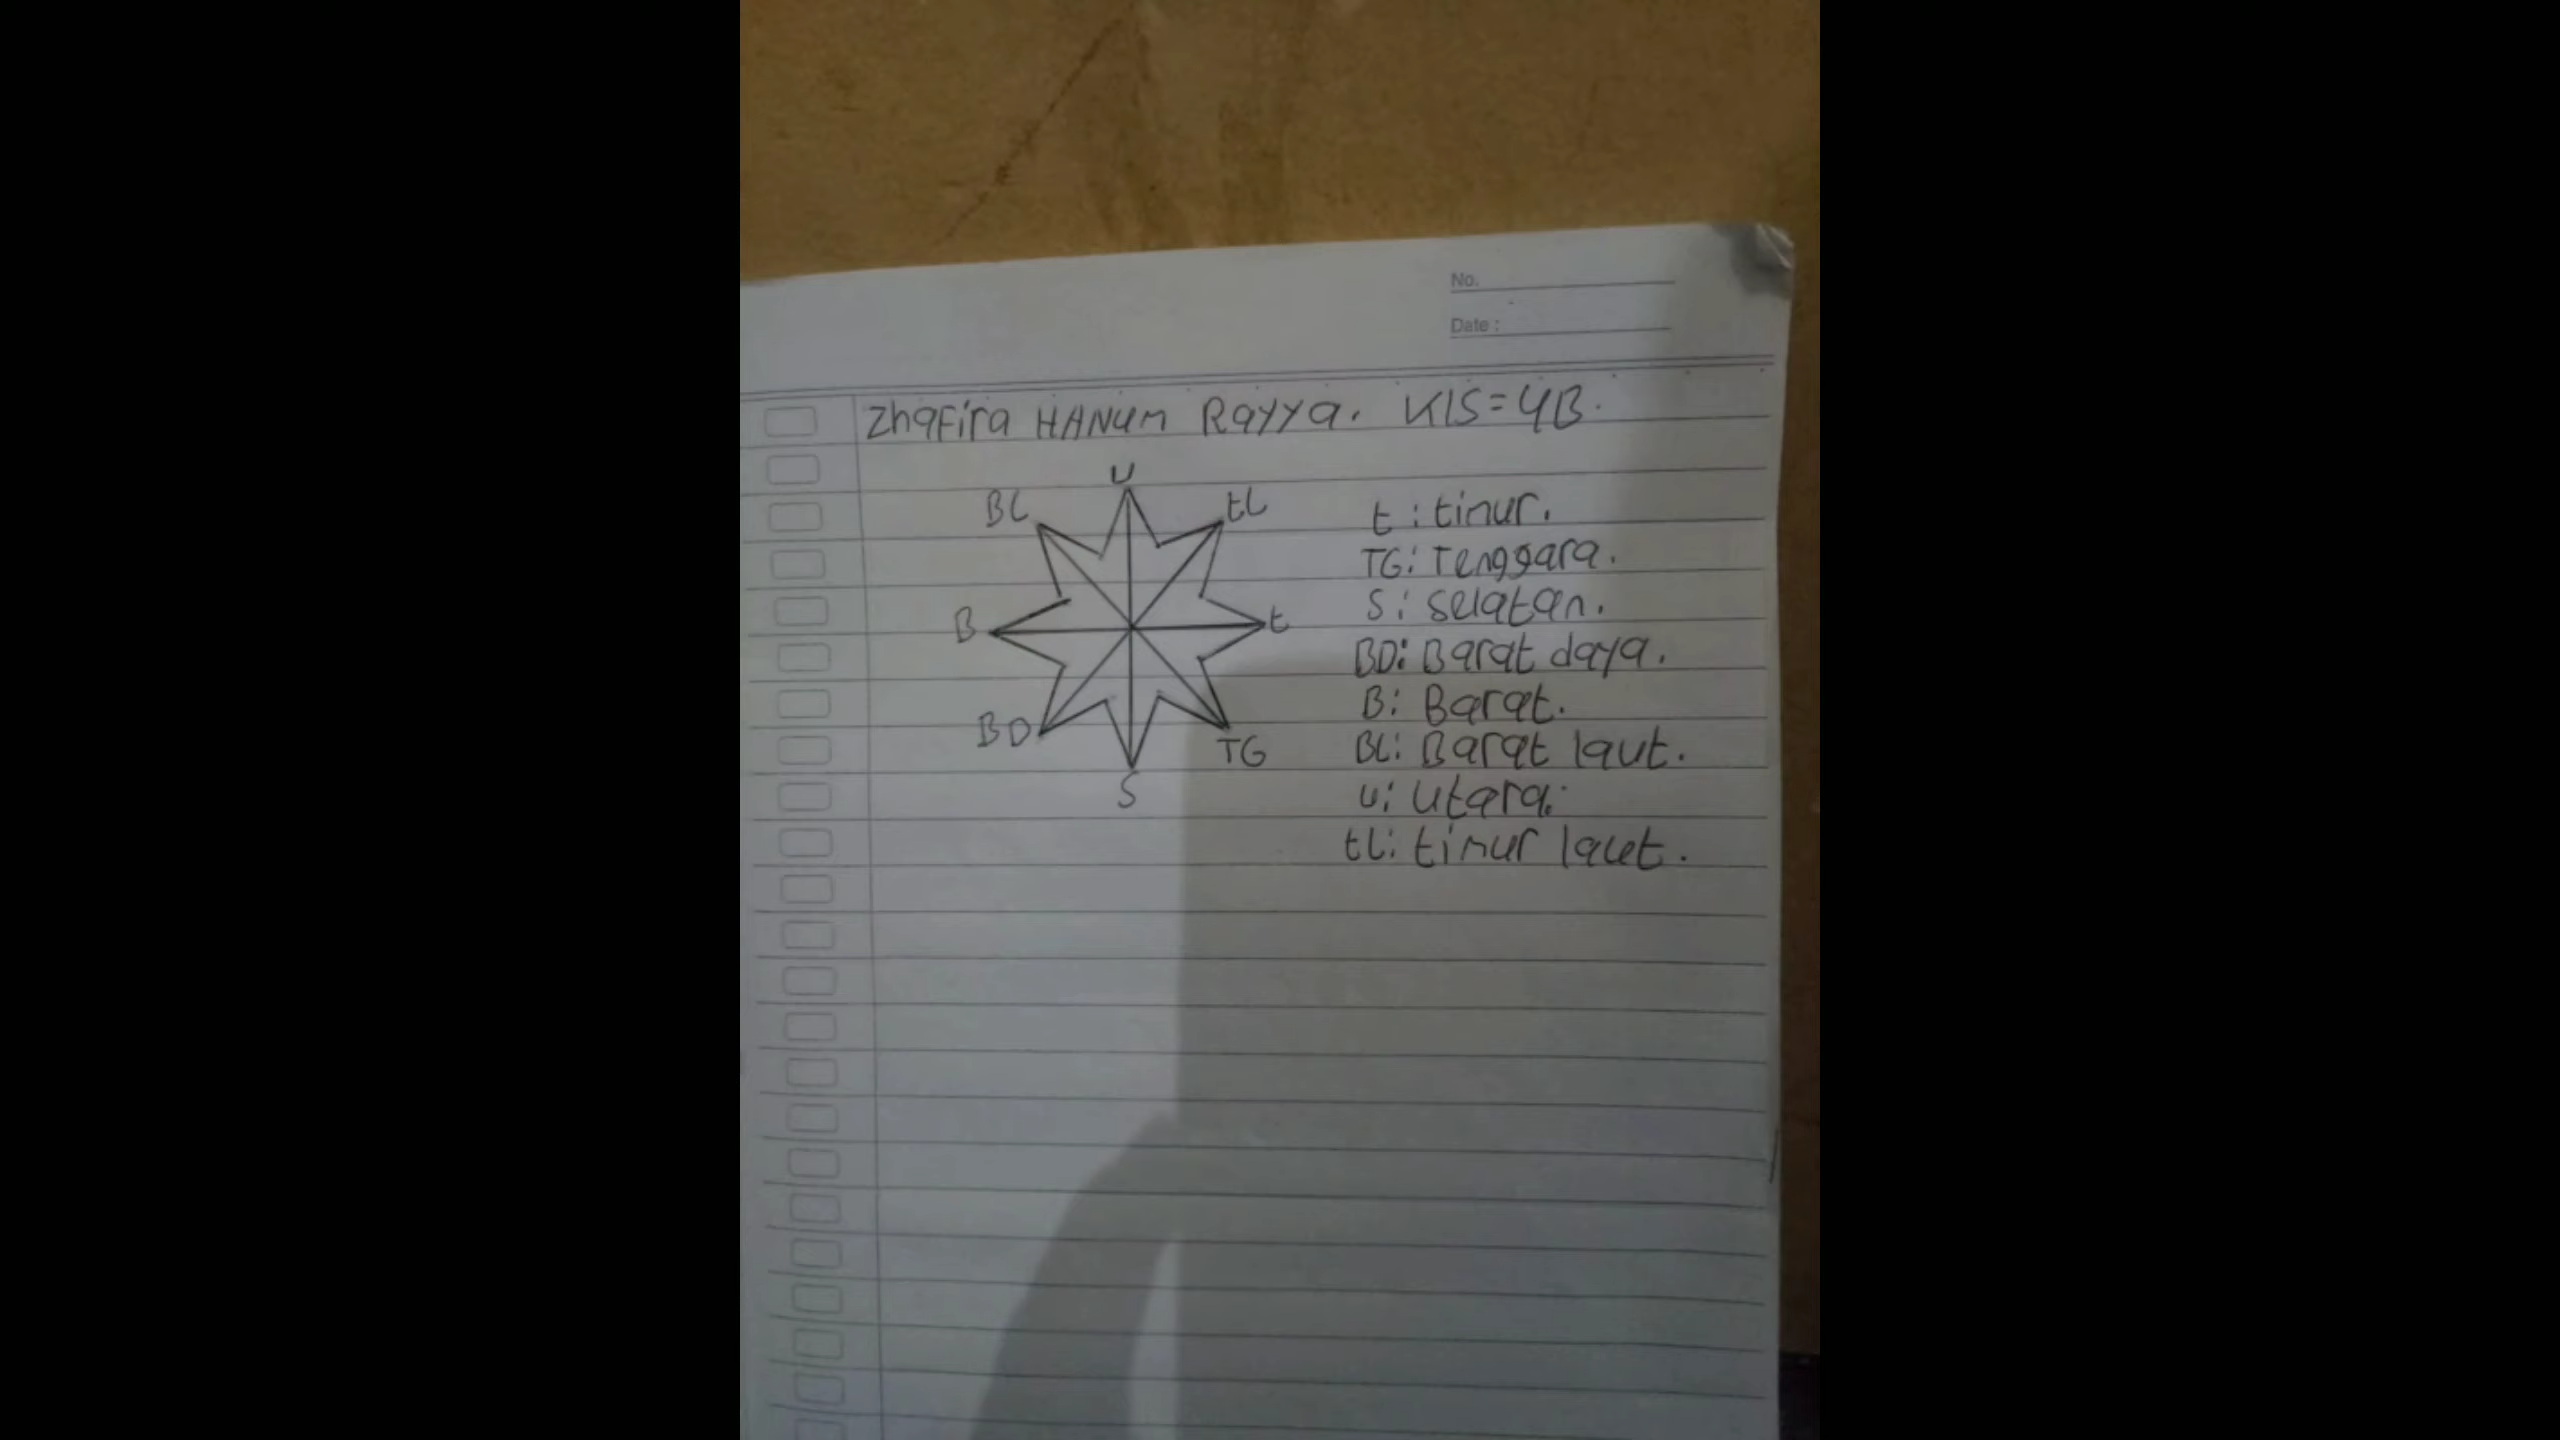 No.
Date :
Zhafira HANUM Rayya. KlS=4B.
U
BL
tL
B
t
BD
TG
S
t : timur.
TG: Tenggara.
S : Selatan.
BD: Barat daya.
B: Barat.
BL: Barat laut.
U: Utara.
tL: timur laut.